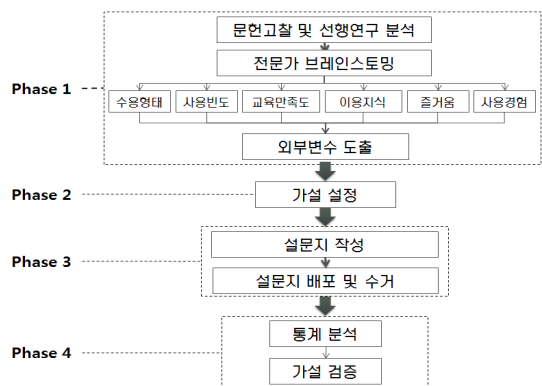 문헌고찰 및 선행연구 분석
전문가 브레인스토밍
Phase 1
수용형태 사용빈도 교육만족도 이용지식 즐거움 사용경험
외부변수 도출
Phase 2
가설 설정
설문지 작성
Phase 3
설문지 배포 및 수거
통계 분석
Phase 4
가설 검증